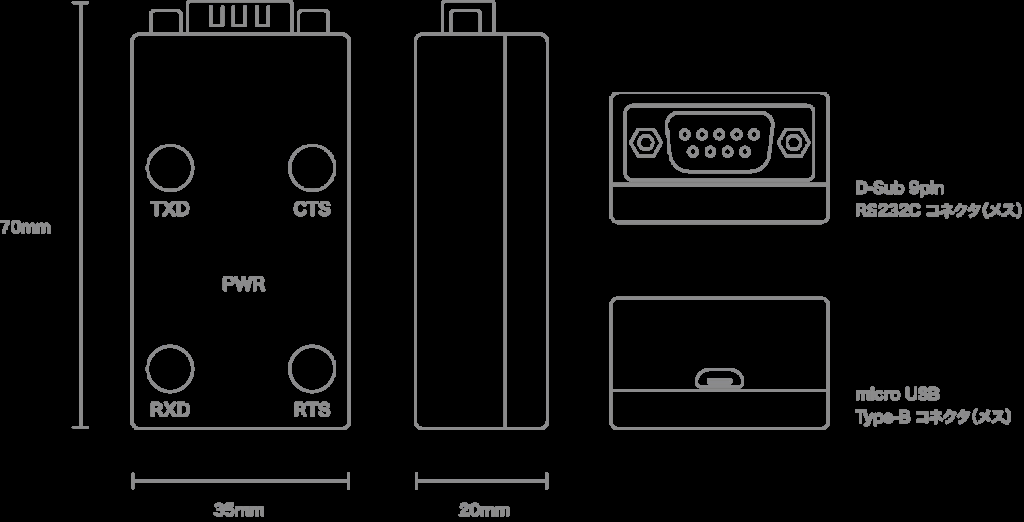 TXD
CTS
70mm
PWR
RXD
RTS
35mm
20mm
D-Sub 9pin
RS232C コネクタ(メス)
micro USB
Type-B コネクタ(メス)